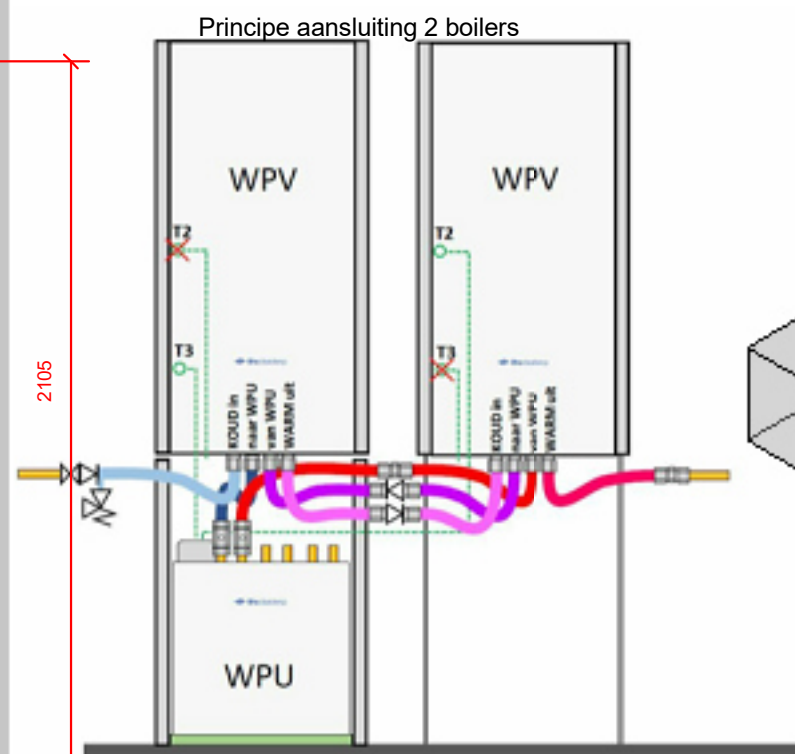 Principe aansluiting 2 boilers
WPV
WPV
T2
T2
T3
T3
KOUD in
naar WPU
van WPU
WARM uit
KOUD in
naar WPU
van WPU
WARM uit
2105
WPU